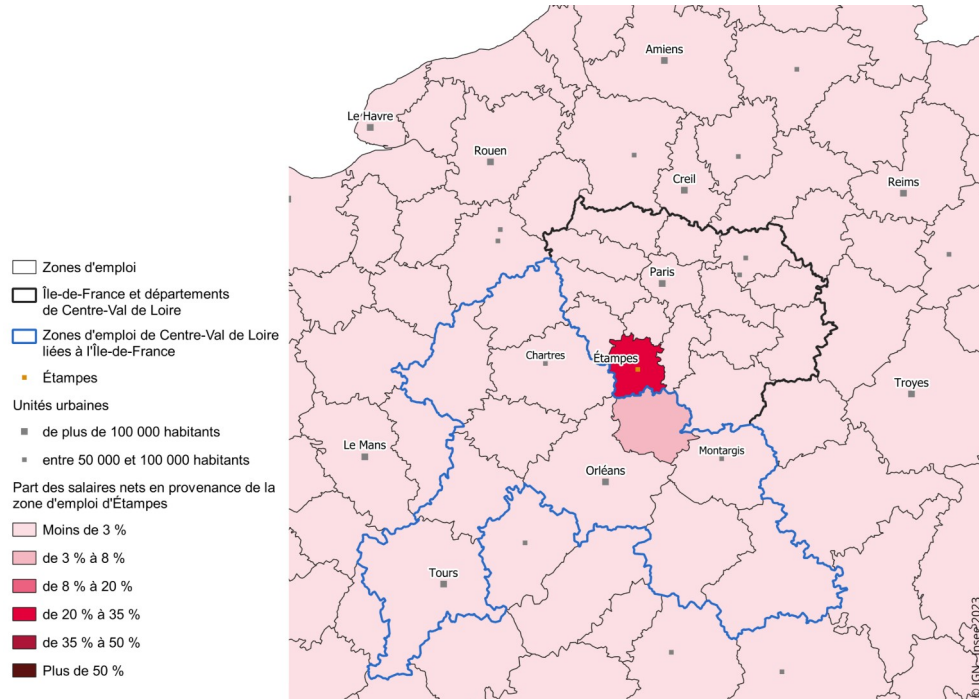 Amiens
Le Havre
Rouen
Creil
Reims
Paris
Chartres
Étampes
Troyes
Le Mans
Montargis
Orléans
Tours
Zones d'emploi
Île-de-France et départements
de Centre-Val de Loire
Zones d'emploi de Centre-Val de Loire
liées à l'Île-de-France
Étampes
Unités urbaines
de plus de 100 000 habitants
entre 50 000 et 100 000 habitants
Part des salaires nets en provenance de la
zone d'emploi d'Étampes
Moins de 3 %
de 3 % à 8 %
de 8 % à 20 %
de 20 % à 35 %
de 35 % à 50 %
Plus de 50 %
IGN-Insee 2023